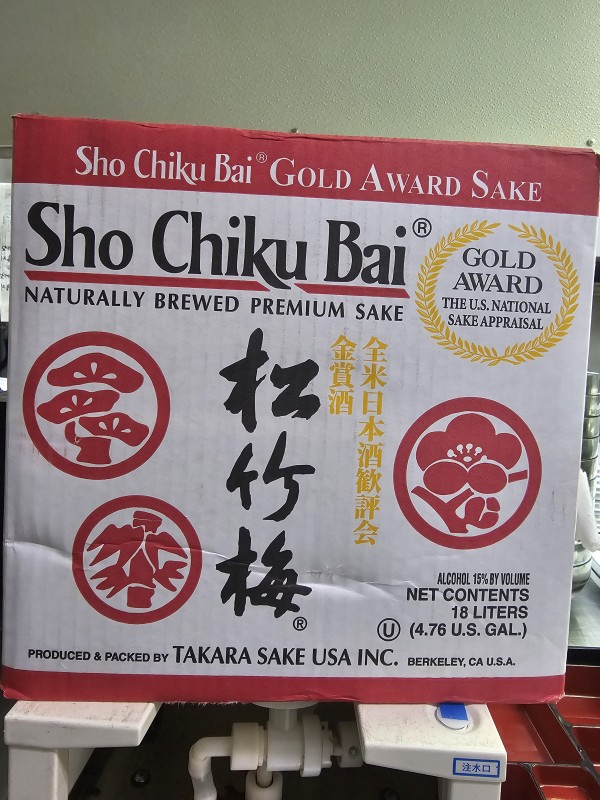 Sho Chiku Bai® GOLD AWARD SAKE
Sho Chiku Bai®
NATURALLY BREWED PREMIUM SAKE
GOLD
AWARD
THE U.S. NATIONAL
SAKE APPRAISAL
松竹梅®
全米日本酒歓評会
金賞酒
ALCOHOL 15% BY VOLUME
NET CONTENTS
18 LITERS
U (4.76 U.S. GAL.)
PRODUCED & PACKED BY TAKARA SAKE USA INC. BERKELEY, CA U.S.A.
注水口